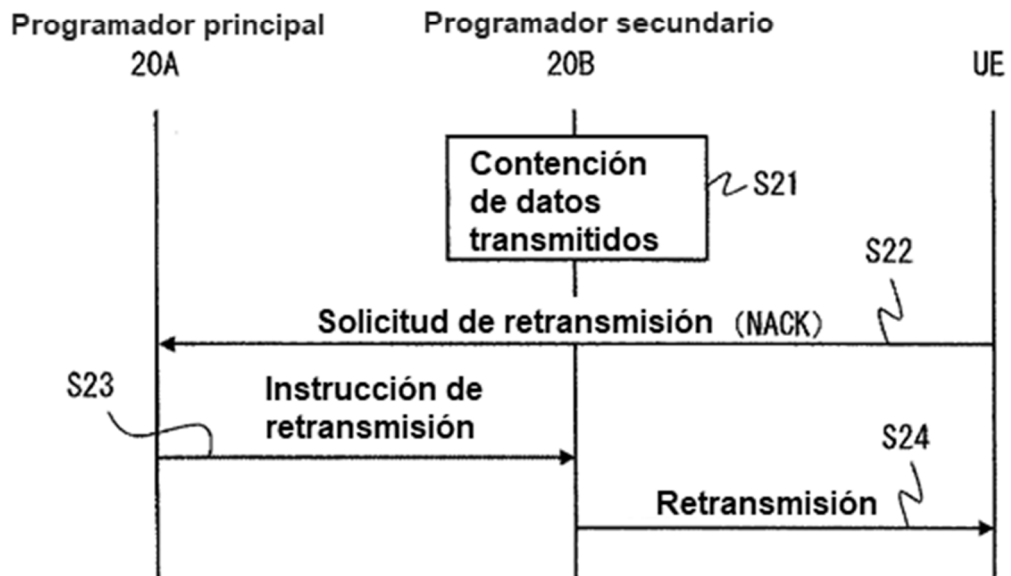 Programador principal
20A
Programador secundario
20B
UE
Contención
de datos
transmitidos
S21
S22
Solicitud de retransmisión (NACK)
S23
Instrucción de
retransmisión
S24
Retransmisión